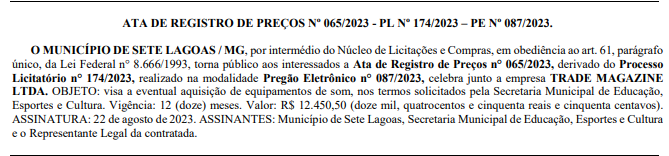 ATA DE REGISTRO DE PREÇOS Nº 065/2023 - PL Nº 174/2023 – PE Nº 087/2023.
O MUNICÍPIO DE SETE LAGOAS / MG, por intermédio do Núcleo de Licitações e Compras, em obediência ao art. 61, parágrafo
único, da Lei Federal n° 8.666/1993, torna público aos interessados a Ata de Registro de Preços n° 065/2023, derivado do Processo
Licitatório n° 174/2023, realizado na modalidade Pregão Eletrônico n° 087/2023, celebra junto a empresa TRADE MAGAZINE
LTDA. OBJETO: visa a eventual aquisição de equipamentos de som, nos termos solicitados pela Secretaria Municipal de Educação,
Esportes e Cultura. Vigência: 12 (doze) meses. Valor: R$ 12.450,50 (doze mil, quatrocentos e cinquenta reais e cinquenta centavos).
ASSINATURA: 22 de agosto de 2023. ASSINANTES: Município de Sete Lagoas, Secretaria Municipal de Educação, Esportes e Cultura
e o Representante Legal da contratada.